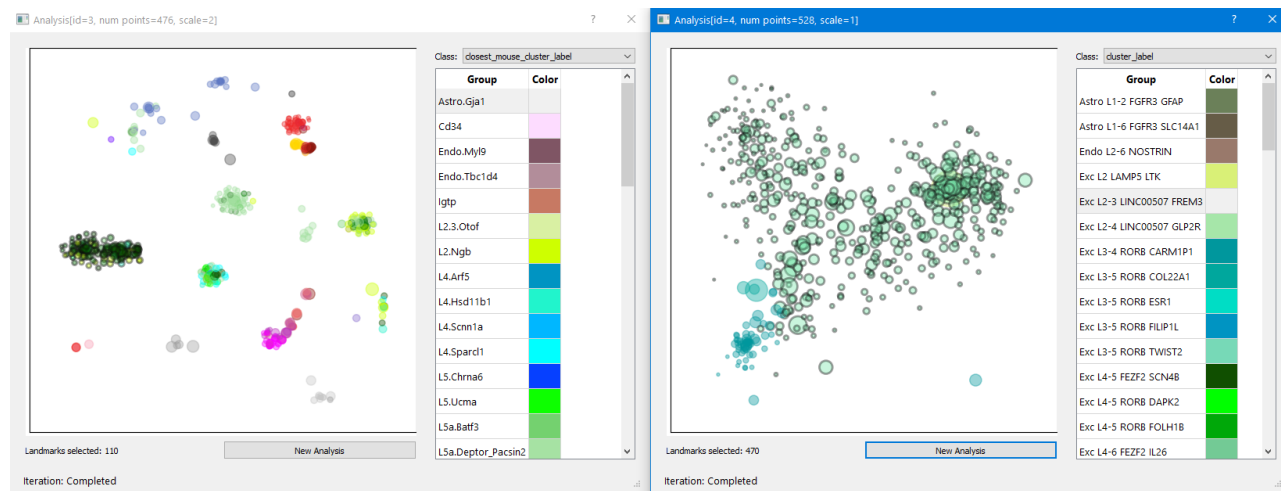 Analysis[id=3, num points=476, scale=2]
?
Class: closest_mouse_cluster_label
Group Color
Astro.Gja1
Cd34
Endo.Myl9
Endo.Tbc1d4
Igtp
L2.3.Otof
L2.Ngb
L4.Arf5
L4.Hsd11b1
L4.Scnn1a
L4.Sparcl1
L5.Chrna6
L5.Ucma
L5a.Batf3
L5a.Deptor_Pacsin2
Landmarks selected: 110
New Analysis
Iteration: Completed
Analysis[id=4, num points=528, scale=1]
?
Class: cluster_label
Group Color
Astro L1-2 FGFR3 GFAP
Astro L1-6 FGFR3 SLC14A1
Endo L2-6 NOSTRIN
Exc L2 LAMP5 LTK
Exc L2-3 LINC00507 FREM3
Exc L2-4 LINC00507 GLP2R
Exc L3-4 RORB CARM1P1
Exc L3-5 RORB COL22A1
Exc L3-5 RORB ESR1
Exc L3-5 RORB FILIP1L
Exc L3-5 RORB TWIST2
Exc L4-5 FEZF2 SCN4B
Exc L4-5 RORB DAPK2
Exc L4-5 RORB FOLH1B
Exc L4-6 FEZF2 IL26
Landmarks selected: 470
New Analysis
Iteration: Completed